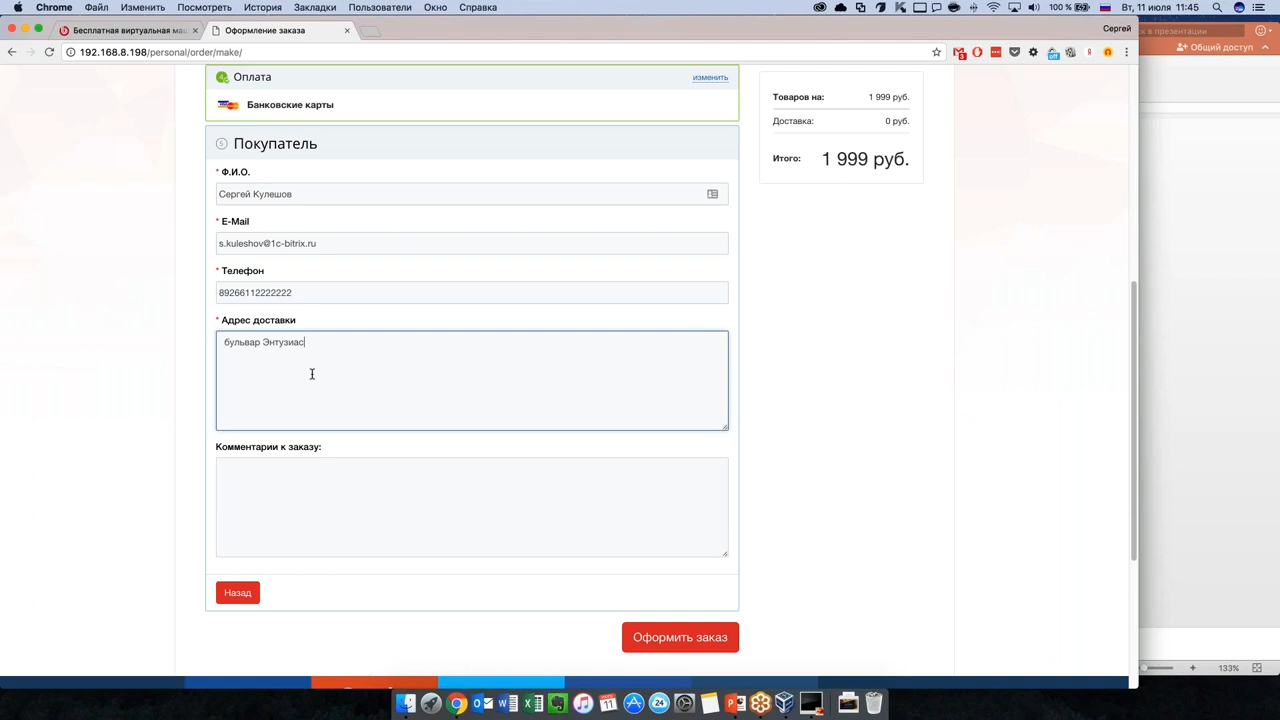 Chrome Файл Изменить Посмотреть История Закладки Пользователи Окно Справка 100 % Вт, 11 июля 11:45
Бесплатная виртуальная маш Оформление заказа Сергей
192.168.8.198/personal/order/make/
к в презентации
Общий доступ
Оплата изменить
Банковские карты
Товаров на: 1 999 руб.
Доставка: 0 руб.
Итого: 1 999 руб.
5 Покупатель
* Ф.И.О.
Сергей Кулешов
* E-Mail
s.kuleshov@1c-bitrix.ru
* Телефон
89266112222222
* Адрес доставки
бульвар Энтузиас
Комментарии к заказу:
Назад
Оформить заказ
133%